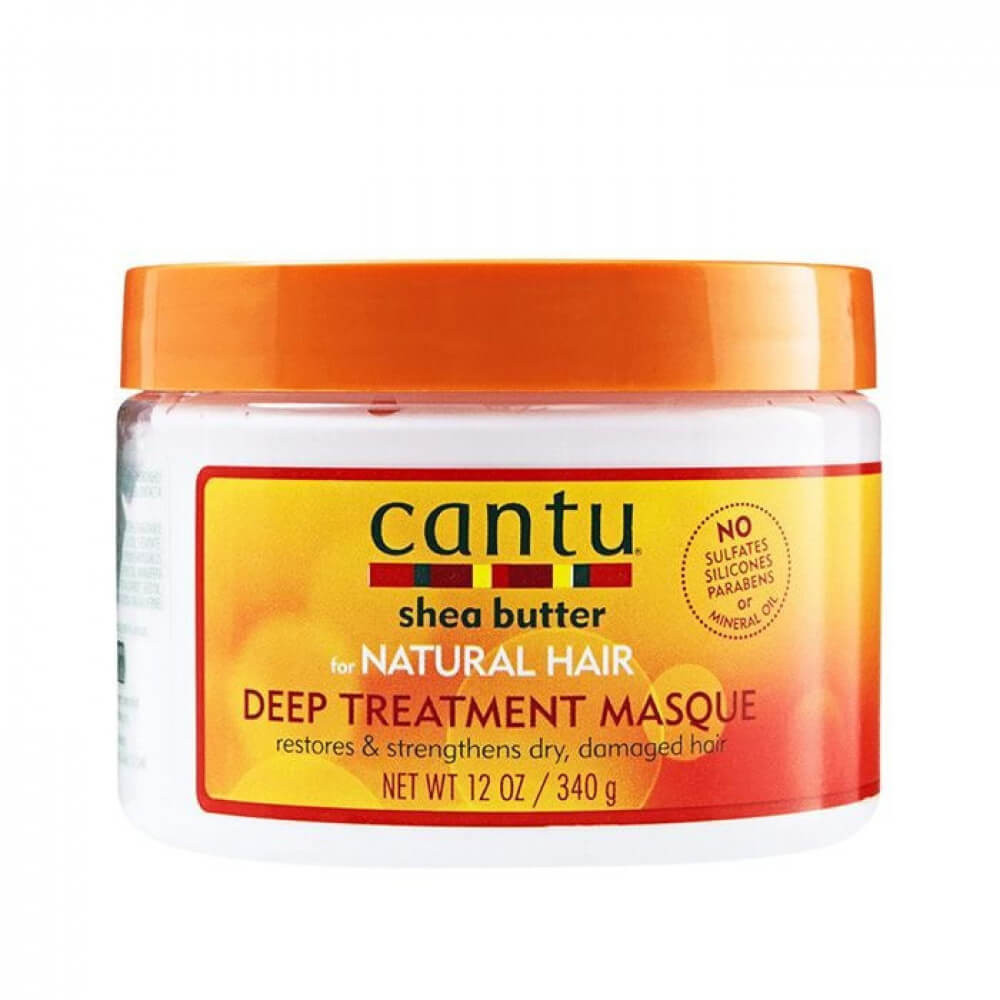 cantu®
shea butter
for NATURAL HAIR
DEEP TREATMENT MASQUE
restores & strengthens dry, damaged hair
NET WT 12 OZ / 340 g
NO
SULFATES
SILICONES
PARABENS
or
MINERAL OIL